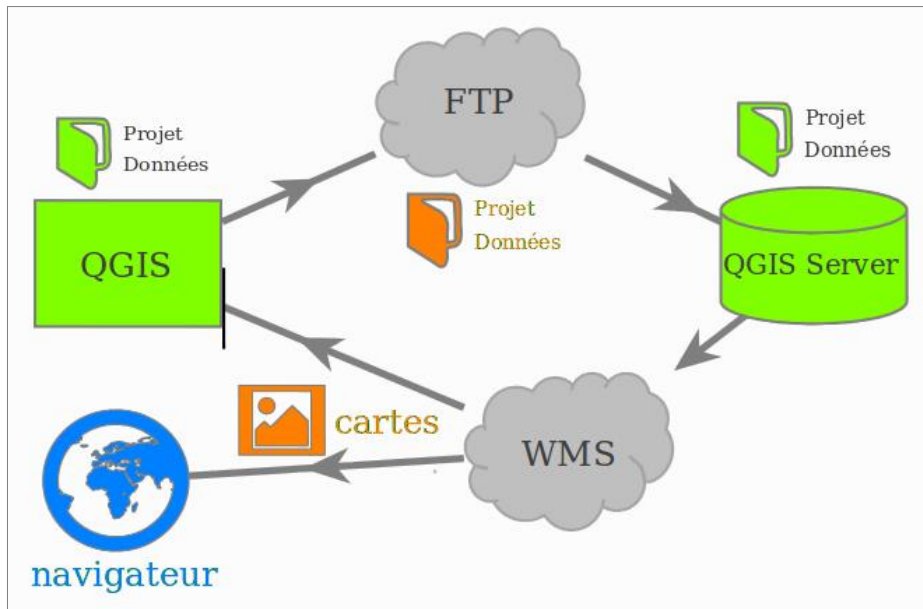 FTP
Projet
Données
Projet
Données
Projet
Données
QGIS
QGIS Server
cartes
WMS
navigateur